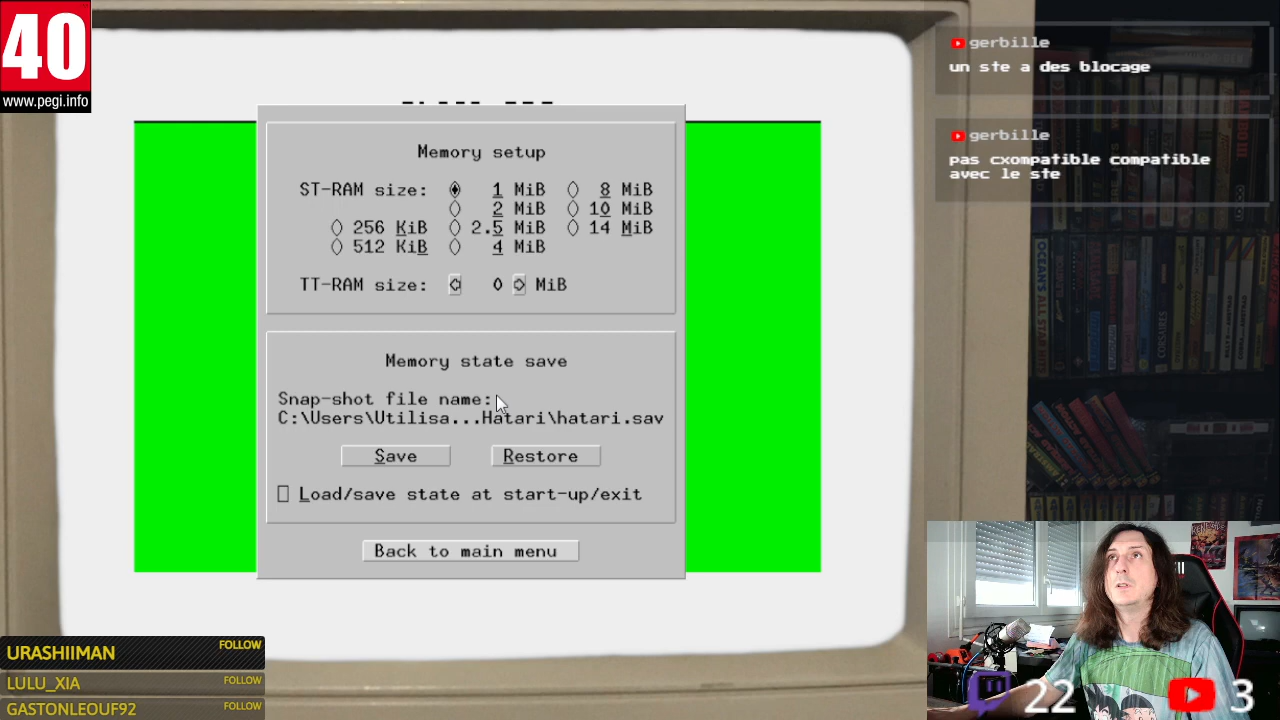 40
www.pegi.info
Memory setup
ST-RAM size: 1 MiB 8 MiB
2 MiB 10 MiB
256 KiB 2.5 MiB 14 MiB
512 KiB 4 MiB
TT-RAM size: 0 MiB
Memory state save
Snap-shot file name:
C:\Users\Utilisa...Hatari\hatari.sav
Save Restore
Load/save state at start-up/exit
Back to main menu
gerbille
un ste a des blocage
gerbille
pas cxompatible compatible
avec le ste
URASHIIMAN FOLLOW
LULU_XIA FOLLOW
GASTONLEOUF92 FOLLOW
22 3